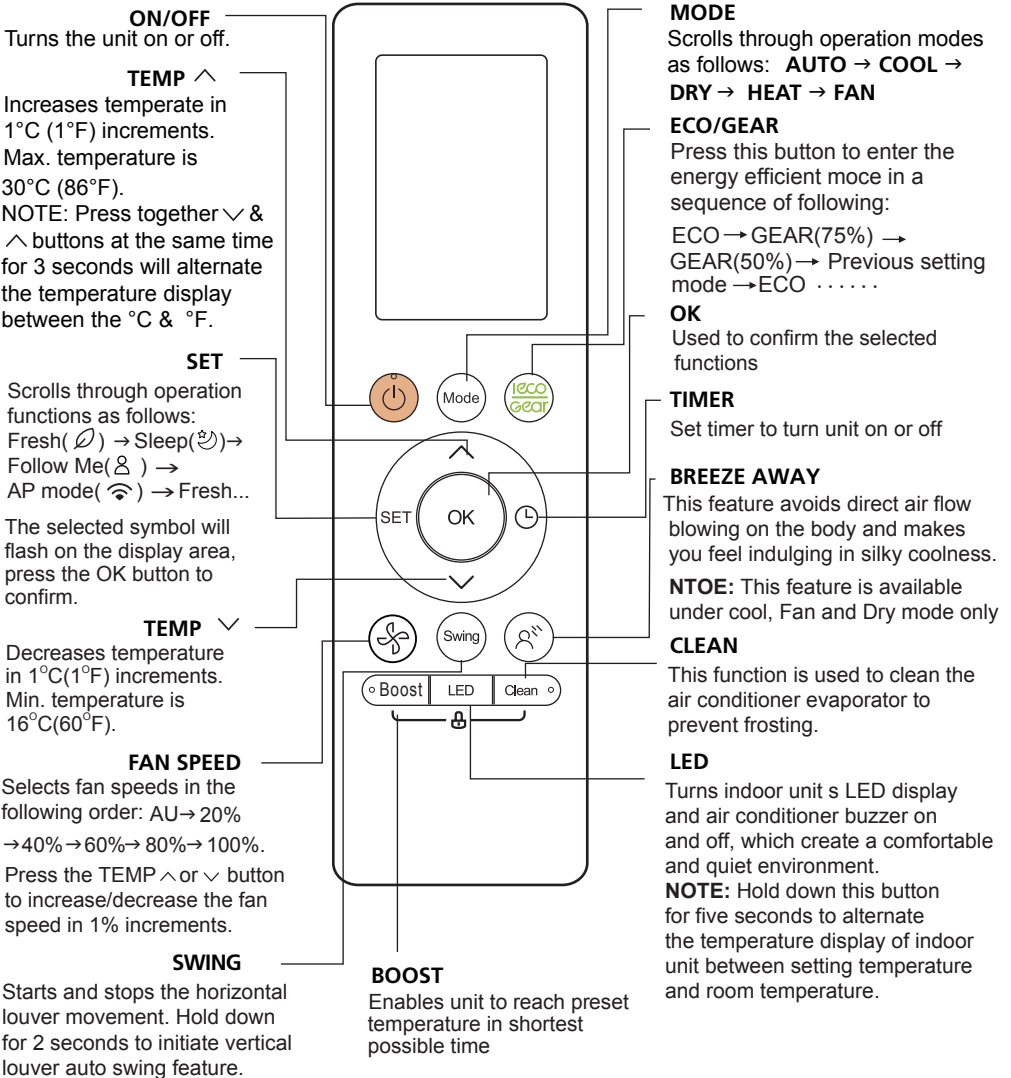 ON/OFF
Turns the unit on or off.
TEMP ︿
Increases temperate in
1°C (1°F) increments.
Max. temperature is
30°C (86°F).
NOTE: Press together ﹀ &
︿ buttons at the same time
for 3 seconds will alternate
the temperature display
between the °C & °F.
SET
Scrolls through operation
functions as follows:
Fresh( ) → Sleep( )→
Follow Me( ) →
AP mode( ) → Fresh...
The selected symbol will
flash on the display area,
press the OK button to
confirm.
TEMP ﹀
Decreases temperature
in 1°C(1°F) increments.
Min. temperature is
16°C(60°F).
FAN SPEED
Selects fan speeds in the
following order: AU→ 20%
→40%→60%→ 80%→ 100%.
Press the TEMP ︿ or ﹀ button
to increase/decrease the fan
speed in 1% increments.
SWING
Starts and stops the horizontal
louver movement. Hold down
for 2 seconds to initiate vertical
louver auto swing feature.
Mode
IECO
Gear
SET
OK
Swing
Boost
LED
Clean
BOOST
Enables unit to reach preset
temperature in shortest
possible time
MODE
Scrolls through operation modes
as follows: AUTO → COOL →
DRY → HEAT → FAN
ECO/GEAR
Press this button to enter the
energy efficient moce in a
sequence of following:
ECO → GEAR(75%) →
GEAR(50%) → Previous setting
mode → ECO ······
OK
Used to confirm the selected
functions
TIMER
Set timer to turn unit on or off
BREEZE AWAY
This feature avoids direct air flow
blowing on the body and makes
you feel indulging in silky coolness.
NTOE: This feature is available
under cool, Fan and Dry mode only
CLEAN
This function is used to clean the
air conditioner evaporator to
prevent frosting.
LED
Turns indoor unit s LED display
and air conditioner buzzer on
and off, which create a comfortable
and quiet environment.
NOTE: Hold down this button
for five seconds to alternate
the temperature display of indoor
unit between setting temperature
and room temperature.